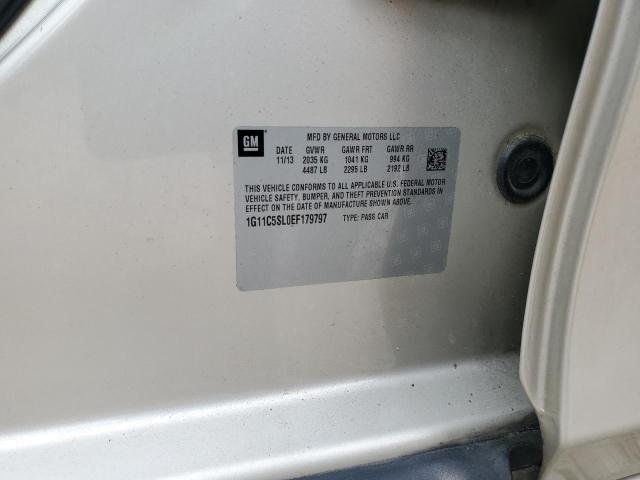 GM
MFD BY GENERAL MOTORS LLC
DATE GVWR GAWR FRT GAWR RR
11/13 2035 KG 1041 KG 994 KG
4487 LB 2295 LB 2192 LB
THIS VEHICLE CONFORMS TO ALL APPLICABLE U.S. FEDERAL MOTOR
VEHICLE SAFETY, BUMPER, AND THEFT PREVENTION STANDARDS IN
EFFECT ON THE DATE OF MANUFACTURE SHOWN ABOVE.
1G11C5SL0EF179797 TYPE: PASS CAR